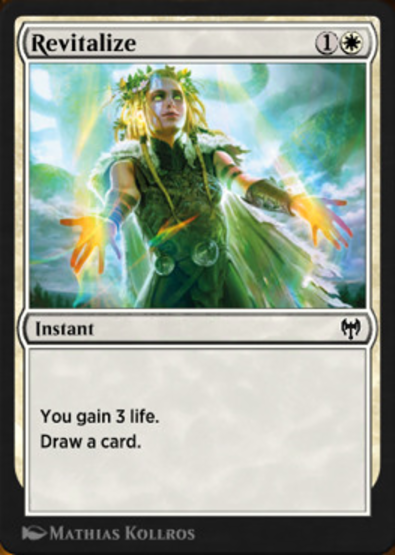 Revitalize 1
Instant
You gain 3 life.
Draw a card.
Mathias Kollros